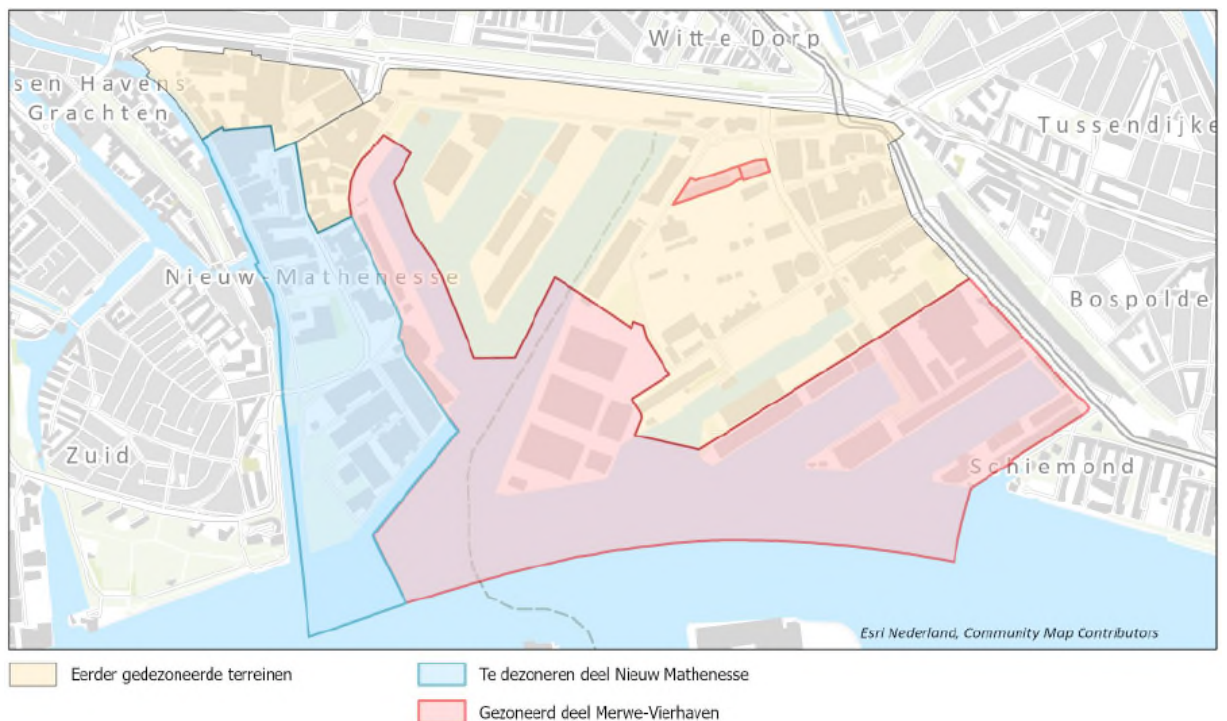 Witte Dorp
sen Havens
Grachten
Tussendijke
Nieuw-Mathenesse
Bospolde
Zuid
Schiemond
Esri Nederland, Community Map Contributors
Eerder gedezoneerde terreinen
Te dezoneren deel Nieuw Mathenesse
Gezoneerd deel Merwe-Vierhaven